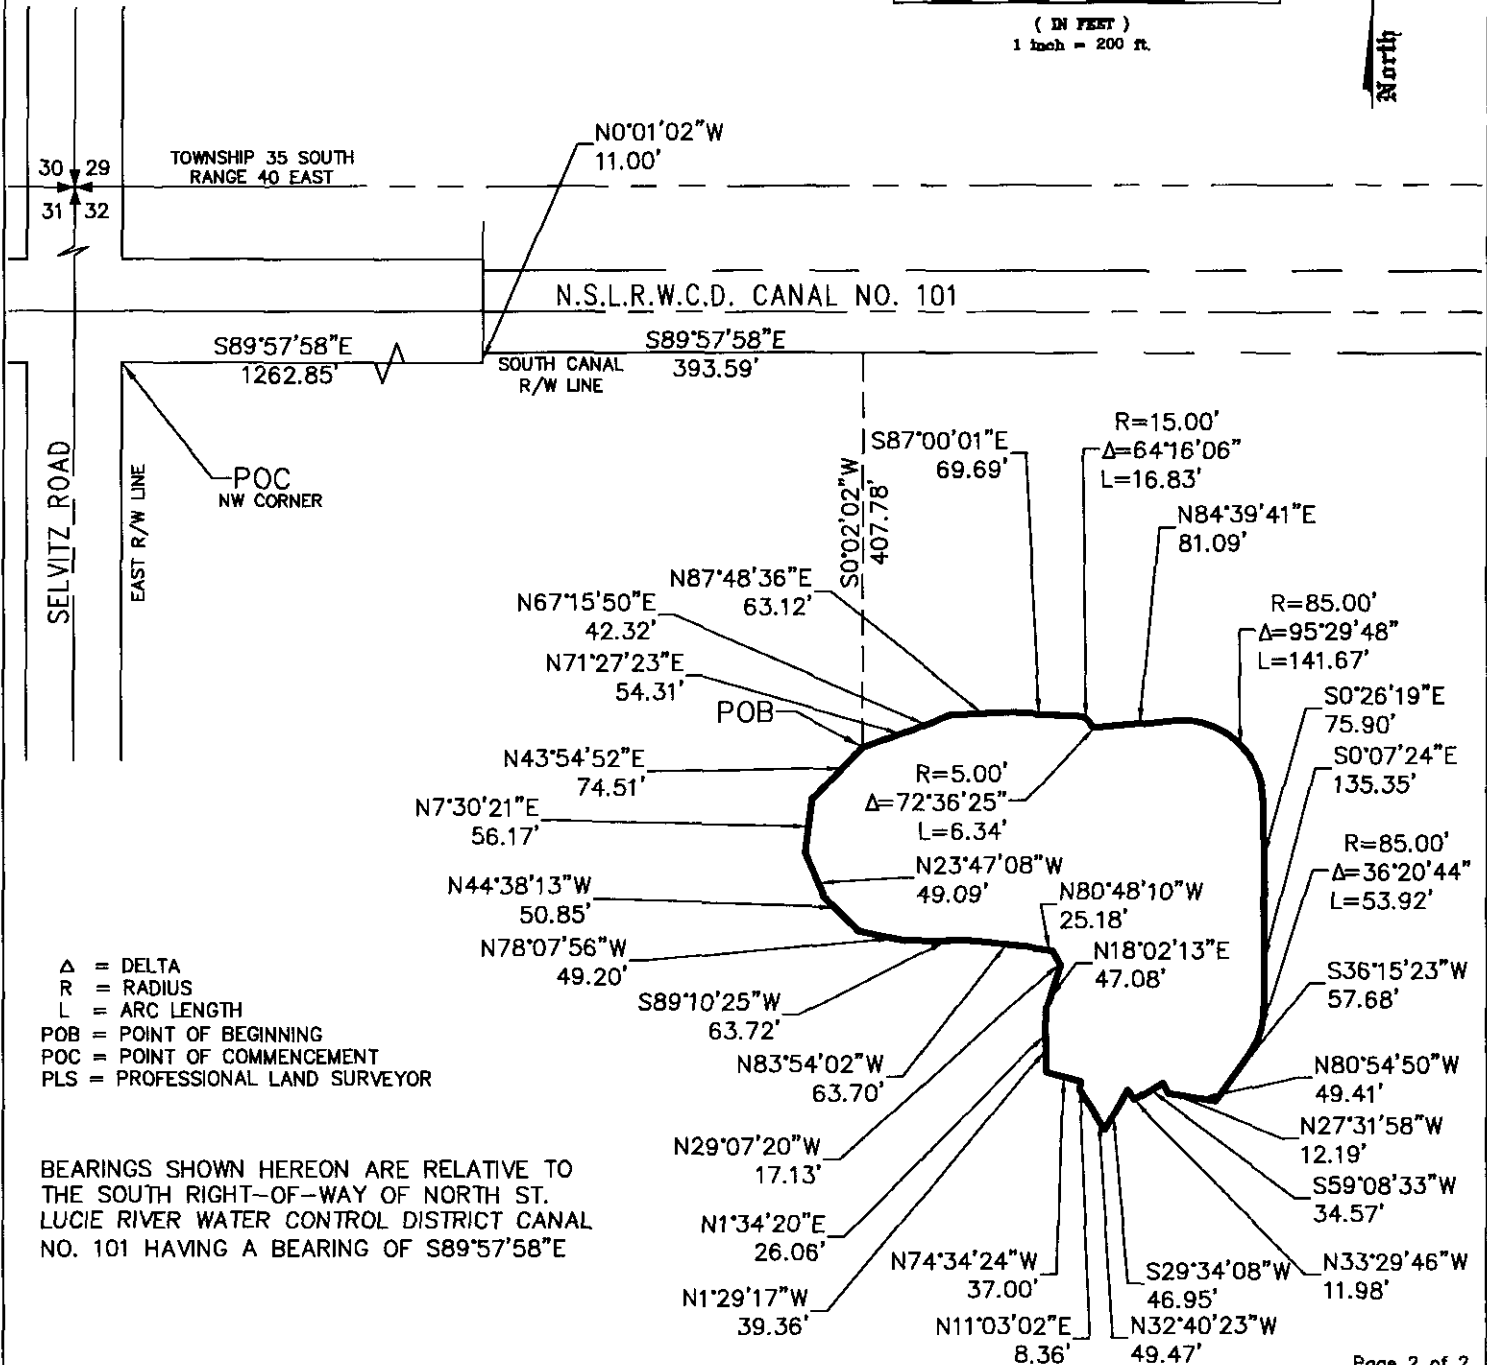 ( IN FEET )
1 inch = 200 ft.
North
N0°01'02"W
11.00'
30 29
31 32
TOWNSHIP 35 SOUTH
RANGE 40 EAST
N.S.L.R.W.C.D. CANAL NO. 101
S89°57'58"E
1262.85'
SOUTH CANAL
R/W LINE
S89°57'58"E
393.59'
SELVITZ ROAD
EAST R/W LINE
POC
NW CORNER
S0°02'02"W
407.78'
S87°00'01"E
69.69'
R=15.00'
Δ=64°16'06"
L=16.83'
N84°39'41"E
81.09'
N87°48'36"E
63.12'
N67°15'50"E
42.32'
N71°27'23"E
54.31'
POB
R=85.00'
Δ=95°29'48"
L=141.67'
S0°26'19"E
75.90'
S0°07'24"E
135.35'
N43°54'52"E
74.51'
N7°30'21"E
56.17'
R=5.00'
Δ=72°36'25"
L=6.34'
R=85.00'
Δ=36°20'44"
L=53.92'
N23°47'08"W
49.09'
N44°38'13"W
50.85'
N80°48'10"W
25.18'
N78°07'56"W
49.20'
N18°02'13"E
47.08'
S36°15'23"W
57.68'
S89°10'25"W
63.72'
N83°54'02"W
63.70'
N80°54'50"W
49.41'
Δ = DELTA
R = RADIUS
L = ARC LENGTH
POB = POINT OF BEGINNING
POC = POINT OF COMMENCEMENT
PLS = PROFESSIONAL LAND SURVEYOR
N29°07'20"W
17.13'
N27°31'58"W
12.19'
S59°08'33"W
34.57'
BEARINGS SHOWN HEREON ARE RELATIVE TO
THE SOUTH RIGHT-OF-WAY OF NORTH ST.
LUCIE RIVER WATER CONTROL DISTRICT CANAL
NO. 101 HAVING A BEARING OF S89°57'58"E
N1°34'20"E
26.06'
N74°34'24"W
37.00'
S29°34'08"W
46.95'
N33°29'46"W
11.98'
N1°29'17"W
39.36'
N11°03'02"E
8.36'
N32°40'23"W
49.47'
Page 2 of 2